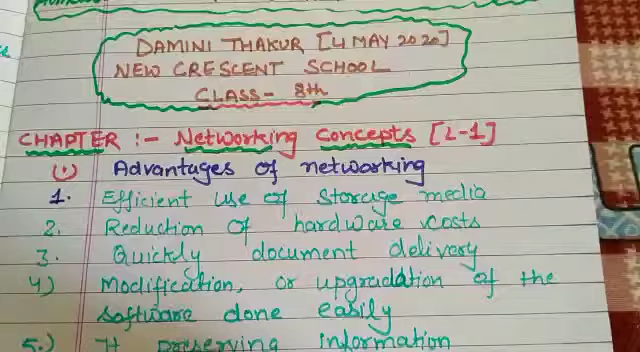 DAMINI THAKUR [4 MAY 2020]
NEW CRESCENT SCHOOL
CLASS- 8th
CHAPTER :- Networking Concepts [L-1]
(1) Advantages of networking
1. Efficient use of Storage media
2. Reduction of hardware costs
3. Quickly document delivery
4) Modification, or upgradation of the
software done easily
5.) It preserving information